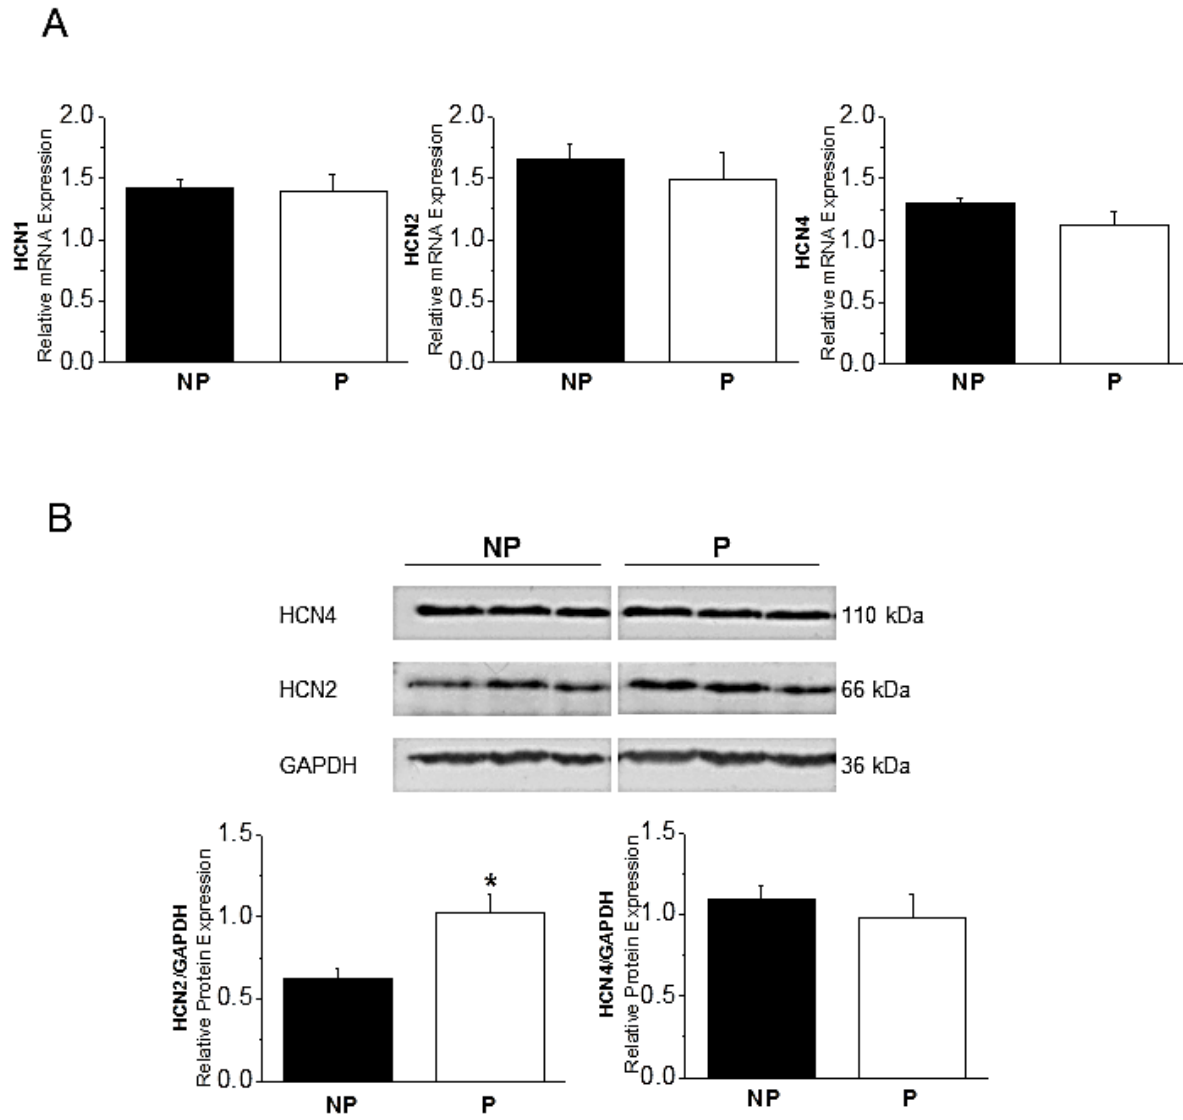 A
HCN1
Relative mRNA Expression
2.0
1.5
1.0
0.5
0.0
NP P
HCN2
Relative mRNA Expression
2.0
1.5
1.0
0.5
0.0
NP P
HCN4
Relative mRNA Expression
2.0
1.5
1.0
0.5
0.0
NP P
B
NP P
HCN4 110 kDa
HCN2 66 kDa
GAPDH 36 kDa
HCN2/GAPDH
Relative Protein Expression
1.5
1.0
0.5
0.0
*
NP P
HCN4/GAPDH
Relative Protein Expression
1.5
1.0
0.5
0.0
NP P